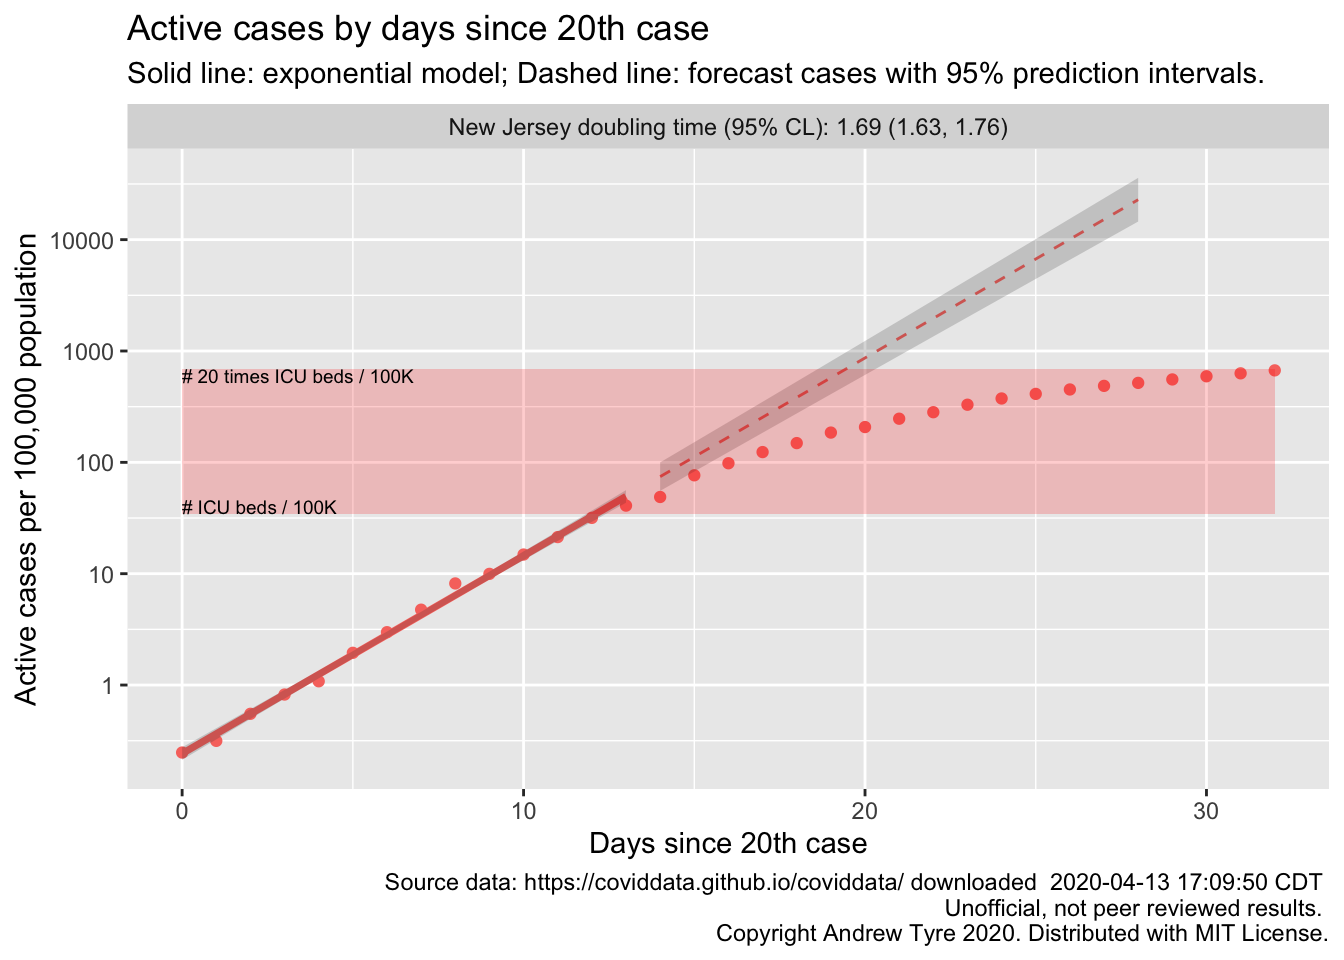 Active cases by days since 20th case
Solid line: exponential model; Dashed line: forecast cases with 95% prediction intervals.
New Jersey doubling time (95% CL): 1.69 (1.63, 1.76)
Active cases per 100,000 population
10000
1000
100
10
1
# 20 times ICU beds / 100K
# ICU beds / 100K
0
10
20
30
Days since 20th case
Source data: https://coviddata.github.io/coviddata/ downloaded  2020-04-13 17:09:50 CDT
Unofficial, not peer reviewed results.
Copyright Andrew Tyre 2020. Distributed with MIT License.